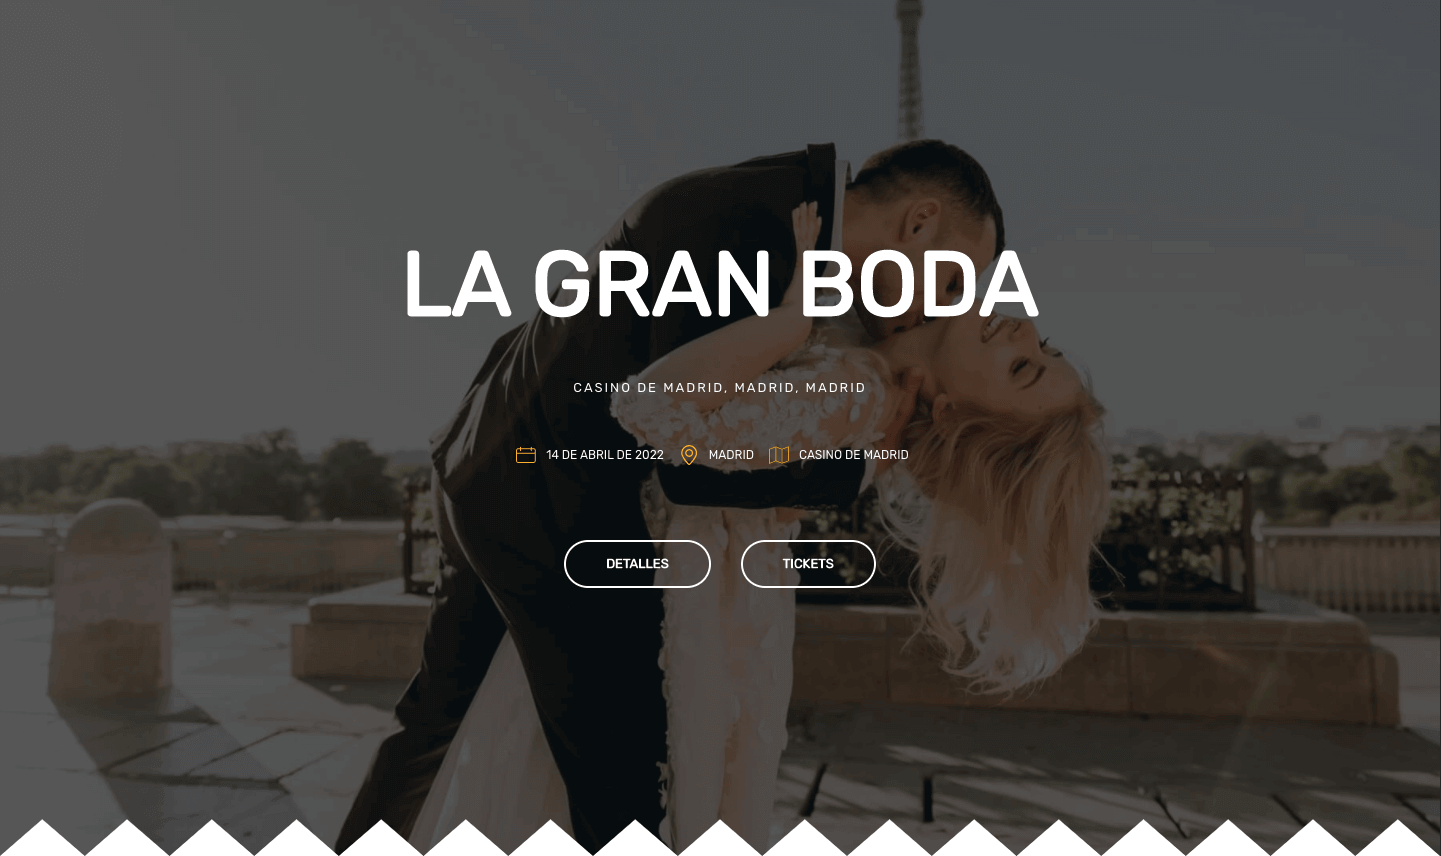 LA GRAN BODA
CASINO DE MADRID, MADRID, MADRID
14 DE ABRIL DE 2022 MADRID CASINO DE MADRID
DETALLES TICKETS